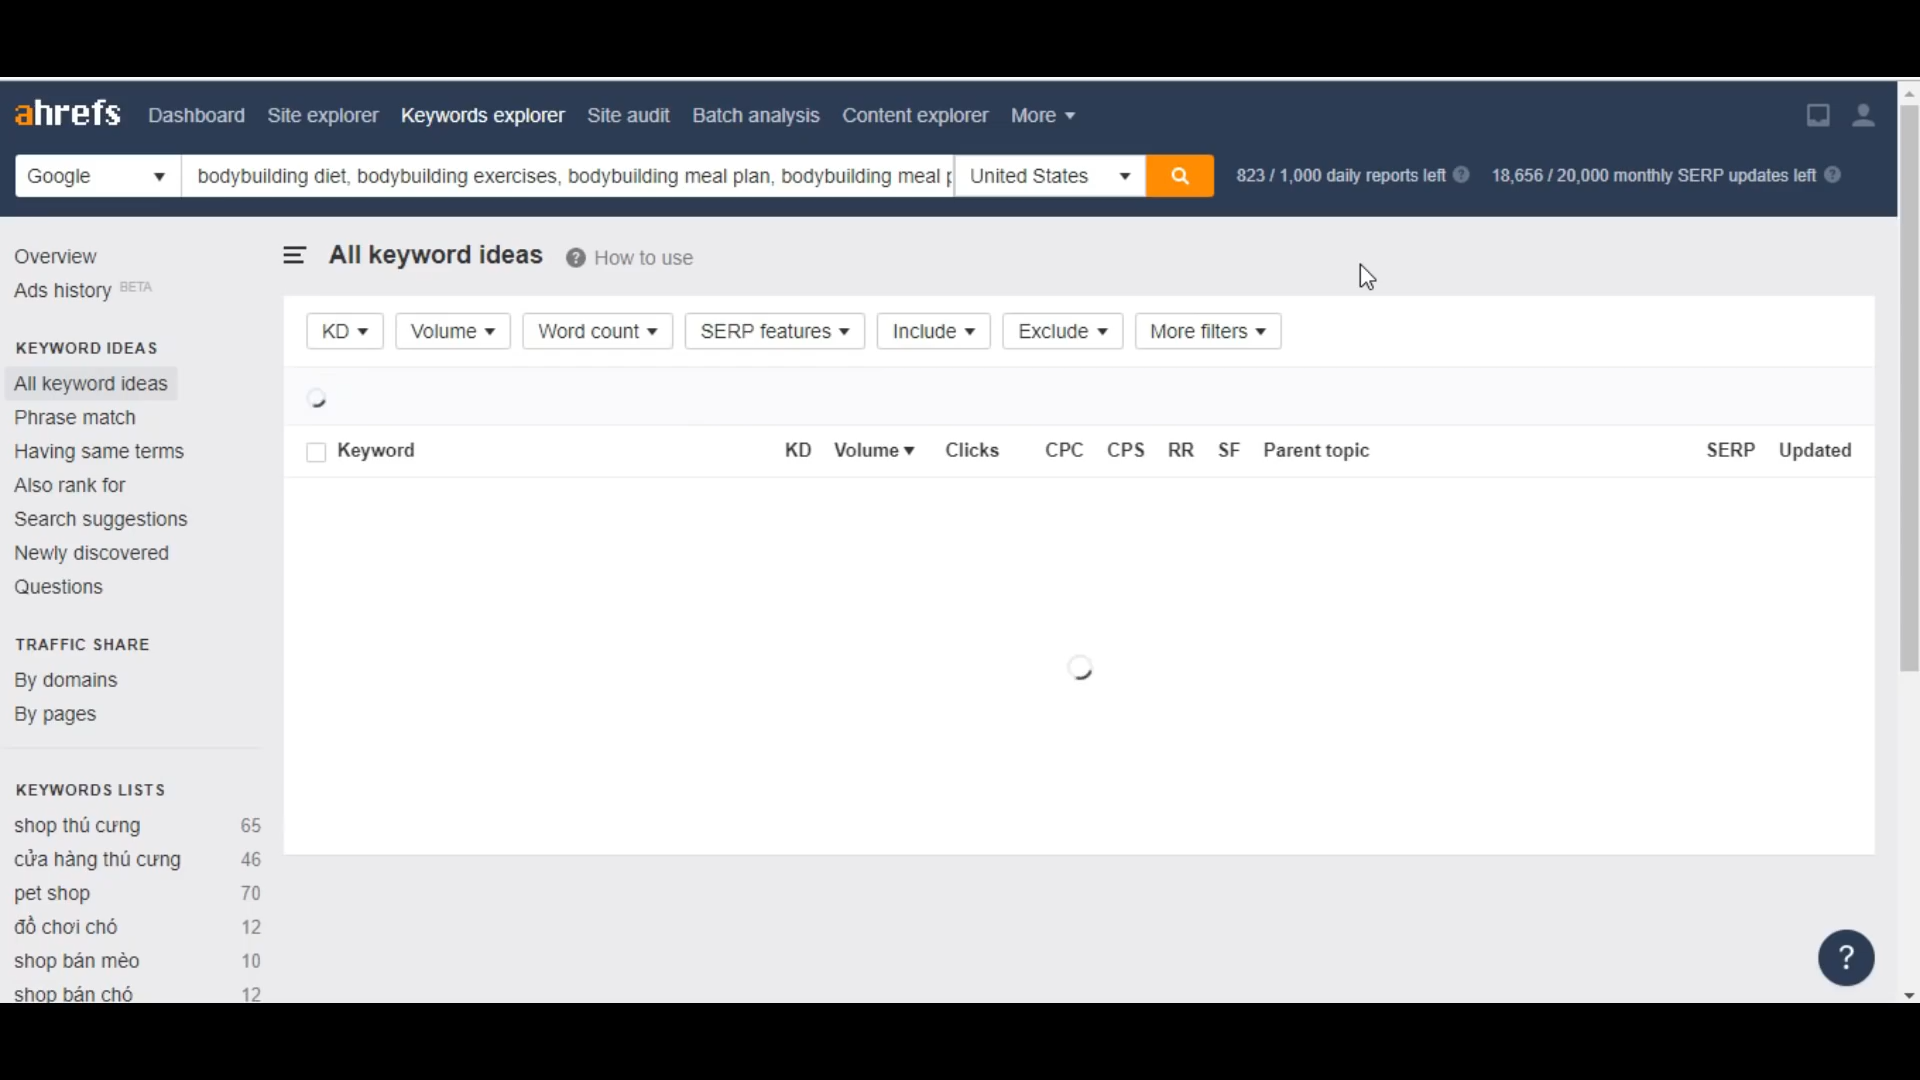 ahrefs Dashboard Site explorer Keywords explorer Site audit Batch analysis Content explorer More
Google bodybuilding diet, bodybuilding exercises, bodybuilding meal plan, bodybuilding meal United States 823 / 1,000 daily reports left ? 18,656 / 20,000 monthly SERP updates left ?
Overview
Ads history BETA
KEYWORD IDEAS
All keyword ideas
Phrase match
Having same terms
Also rank for
Search suggestions
Newly discovered
Questions
TRAFFIC SHARE
By domains
By pages
KEYWORDS LISTS
shop thú cưng 65
cửa hàng thú cưng 46
pet shop 70
đồ chơi chó 12
shop bán mèo 10
shop bán chó 12
All keyword ideas ? How to use
KD Volume Word count SERP features Include Exclude More filters
Keyword KD Volume Clicks CPC CPS RR SF Parent topic SERP Updated
?